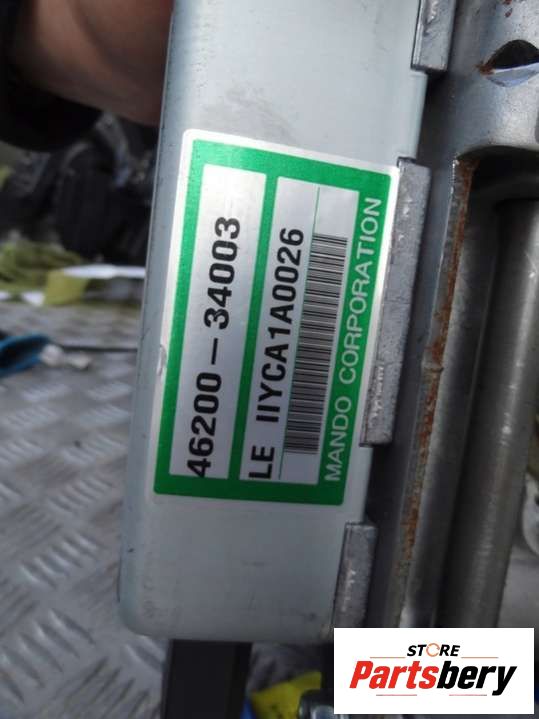 46200-34003
LE IIYCA1A0026
MANDO CORPORATION
STORE
Partsbery